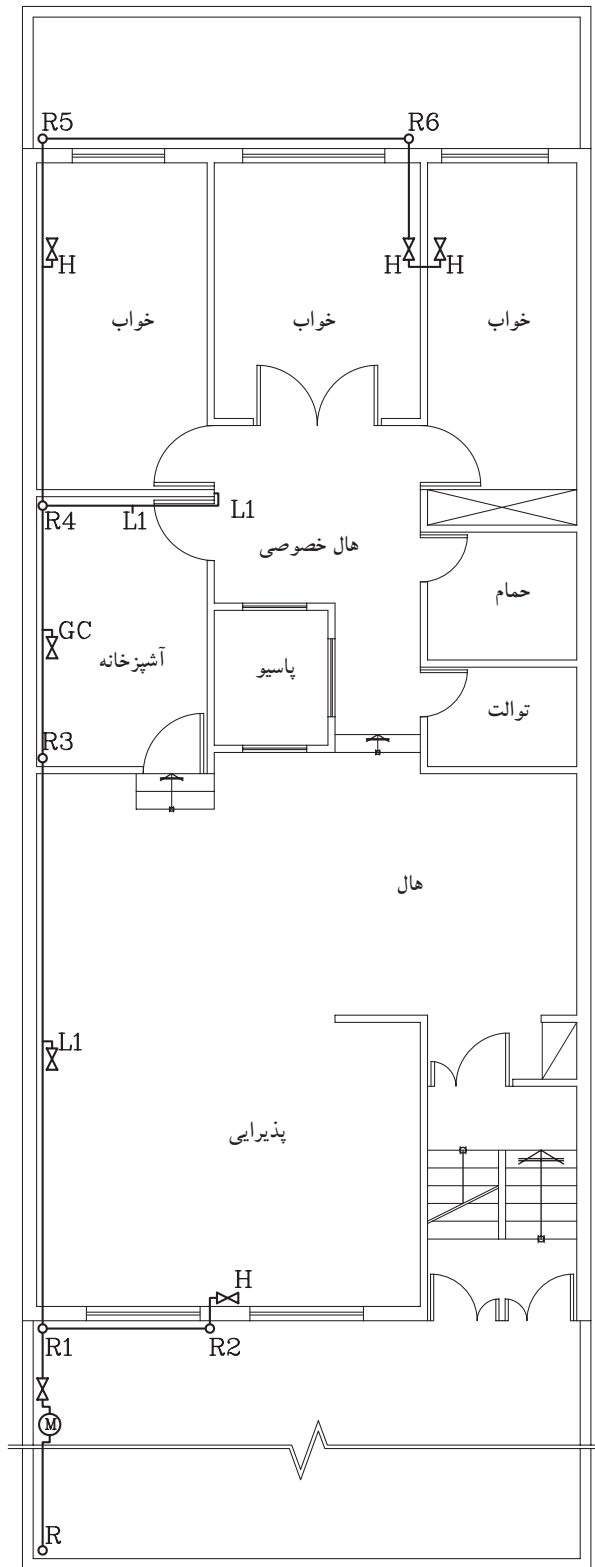 R5 R6
H H H
خواب خواب خواب
R4 L1 L1
هال خصوصی
حمام
GC
آشپزخانه پاسیو
توالت
R3
هال
L1
پذیرایی
H
R1 R2
M
R